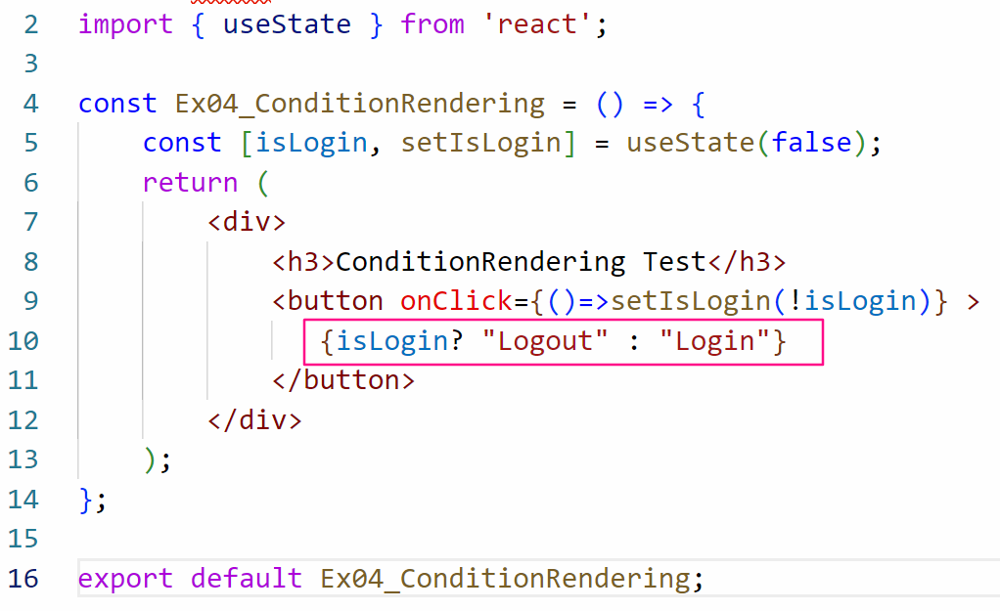 2 import { useState } from 'react';
3
4 const Ex04_ConditionRendering = () => {
5 const [isLogin, setIsLogin] = useState(false);
6 return (
7 <div>
8 <h3>ConditionRendering Test</h3>
9 <button onClick={()=>setIsLogin(!isLogin)} >
10 {isLogin? "Logout" : "Login"}
11 </button>
12 </div>
13 );
14 };
15
16 export default Ex04_ConditionRendering;